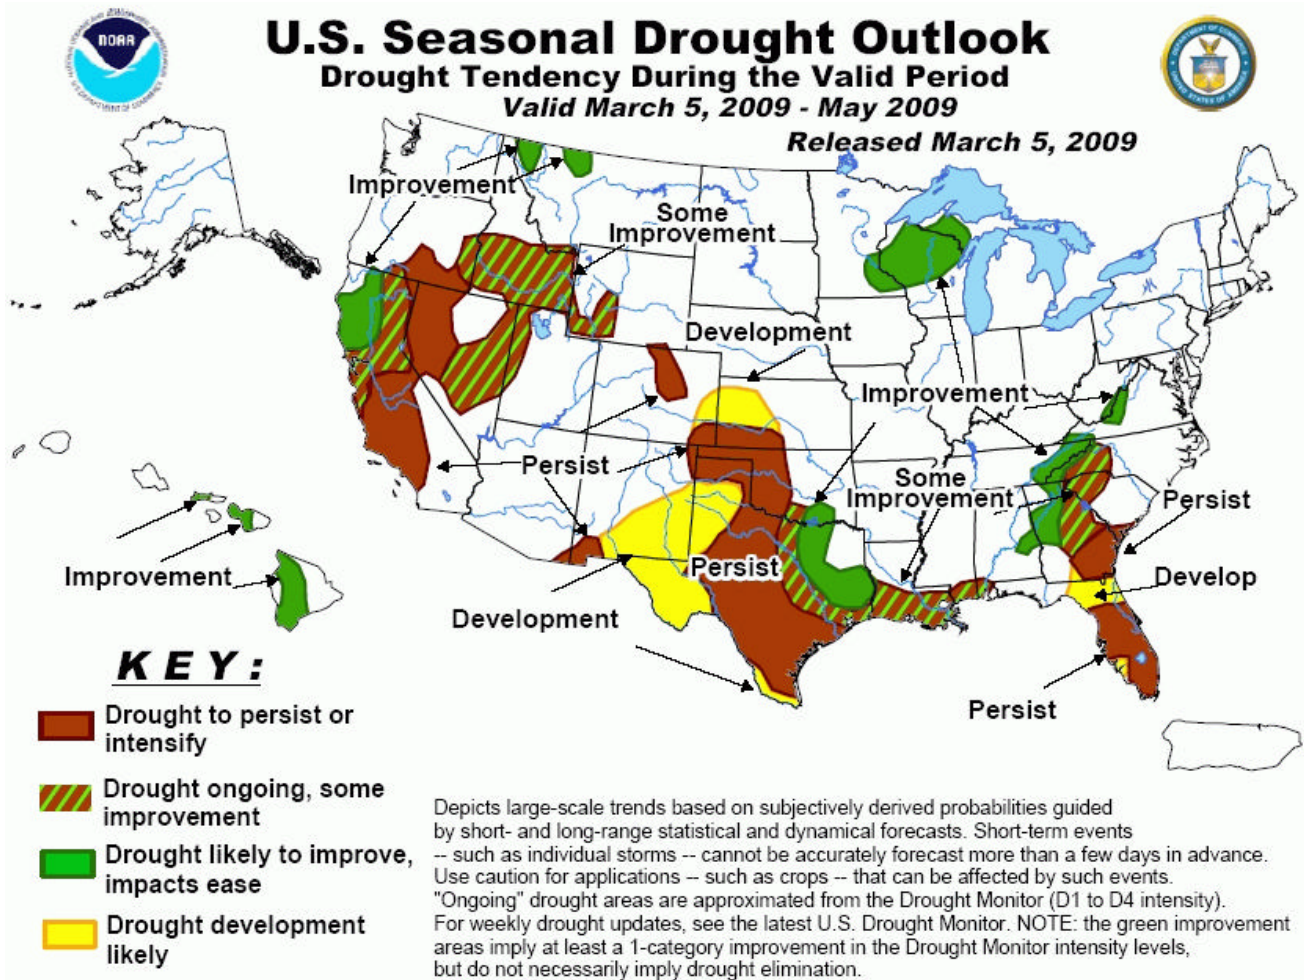 U.S. Seasonal Drought Outlook
Drought Tendency During the Valid Period
Valid March 5, 2009 - May 2009
Released March 5, 2009
NOAA
DEPARTMENT OF COMMERCE
UNITED STATES OF AMERICA
Improvement
Some
Improvement
Development
Improvement
Persist
Some
Improvement
Persist
Persist
Develop
Improvement
Development
Persist
KEY:
Drought to persist or
intensify
Drought ongoing, some
improvement
Drought likely to improve,
impacts ease
Drought development
likely
Depicts large-scale trends based on subjectively derived probabilities guided
by short- and long-range statistical and dynamical forecasts. Short-term events
-- such as individual storms -- cannot be accurately forecast more than a few days in advance.
Use caution for applications -- such as crops -- that can be affected by such events.
"Ongoing" drought areas are approximated from the Drought Monitor (D1 to D4 intensity).
For weekly drought updates, see the latest U.S. Drought Monitor. NOTE: the green improvement
areas imply at least a 1-category improvement in the Drought Monitor intensity levels,
but do not necessarily imply drought elimination.